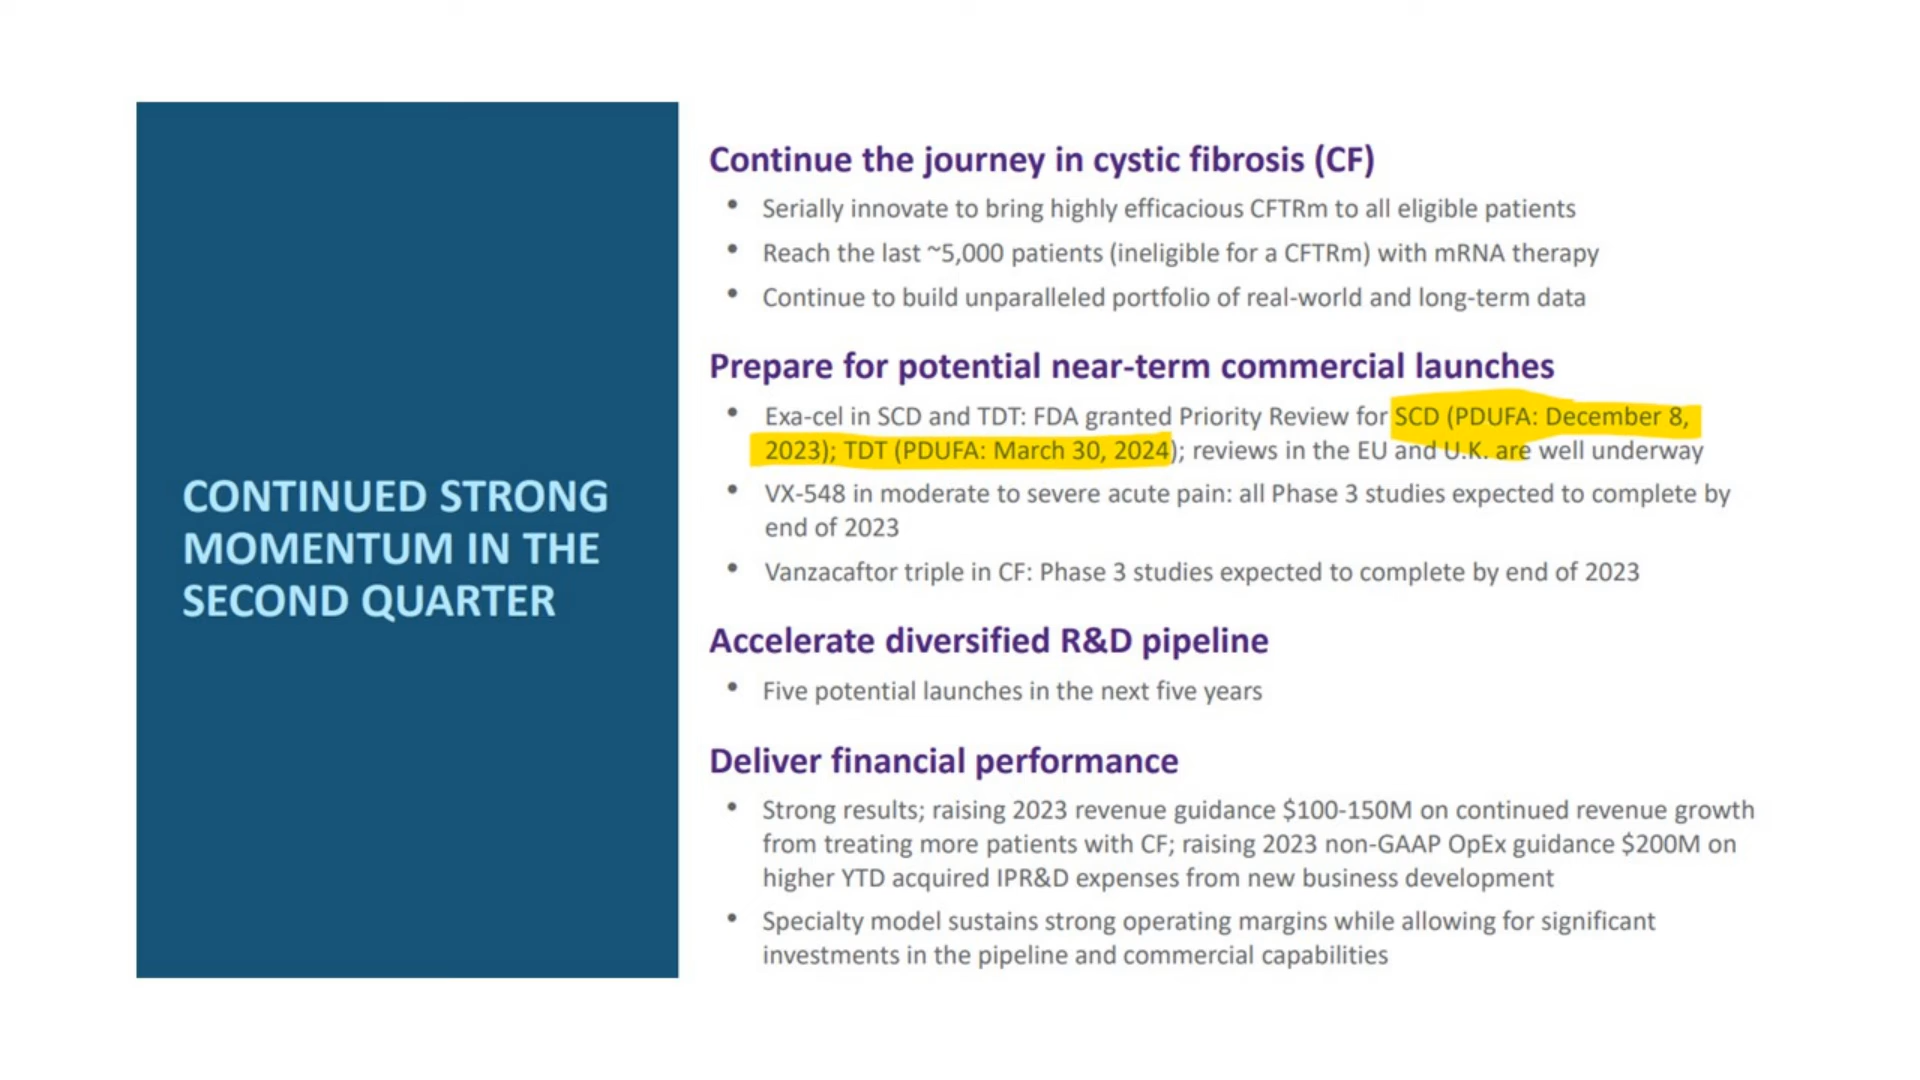 CONTINUED STRONG
MOMENTUM IN THE
SECOND QUARTER
Continue the journey in cystic fibrosis (CF)
• Serially innovate to bring highly efficacious CFTRm to all eligible patients
• Reach the last ~5,000 patients (ineligible for a CFTRm) with mRNA therapy
• Continue to build unparalleled portfolio of real-world and long-term data
Prepare for potential near-term commercial launches
• Exa-cel in SCD and TDT: FDA granted Priority Review for SCD (PDUFA: December 8,
2023); TDT (PDUFA: March 30, 2024); reviews in the EU and U.K. are well underway
• VX-548 in moderate to severe acute pain: all Phase 3 studies expected to complete by
end of 2023
• Vanzacaftor triple in CF: Phase 3 studies expected to complete by end of 2023
Accelerate diversified R&D pipeline
• Five potential launches in the next five years
Deliver financial performance
• Strong results; raising 2023 revenue guidance $100-150M on continued revenue growth
from treating more patients with CF; raising 2023 non-GAAP OpEx guidance $200M on
higher YTD acquired IPR&D expenses from new business development
• Specialty model sustains strong operating margins while allowing for significant
investments in the pipeline and commercial capabilities